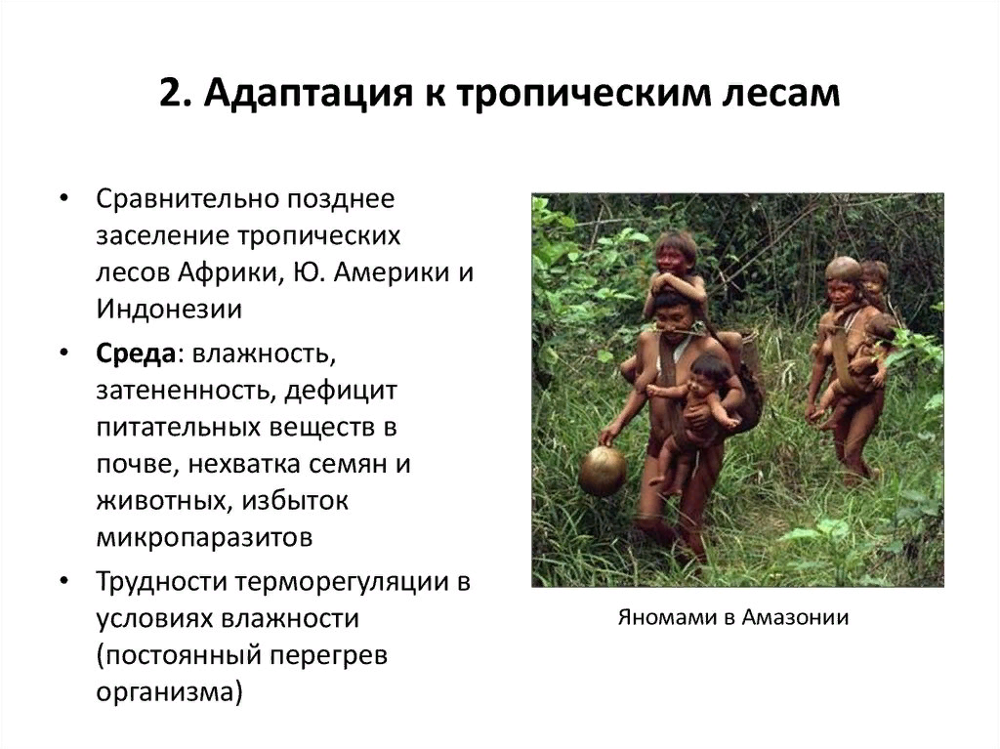 2. Адаптация к тропическим лесам
• Сравнительно позднее
заселение тропических
лесов Африки, Ю. Америки и
Индонезии
• Среда: влажность,
затененность, дефицит
питательных веществ в
почве, нехватка семян и
животных, избыток
микропаразитов
• Трудности терморегуляции в
условиях влажности
(постоянный перегрев
организма)
Яномами в Амазонии